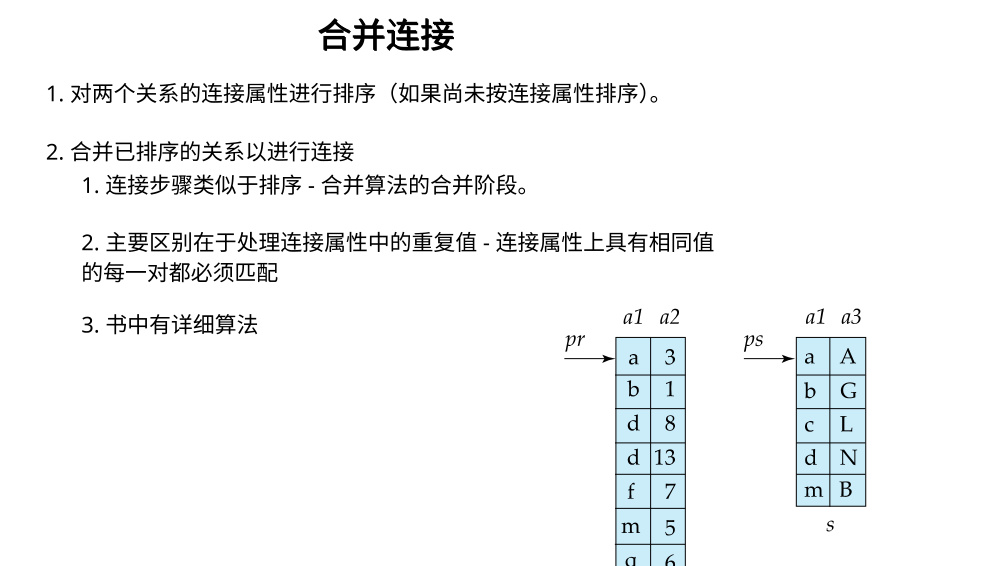 合并连接
1. 对两个关系的连接属性进行排序（如果尚未按连接属性排序）。
2. 合并已排序的关系以进行连接
1. 连接步骤类似于排序 - 合并算法的合并阶段。
2. 主要区别在于处理连接属性中的重复值 - 连接属性上具有相同值
的每一对都必须匹配
3. 书中有详细算法
a1 a2
pr
a 3
b 1
d 8
d 13
f 7
m 5
q 6
a1 a3
ps
a A
b G
c L
d N
m B
s